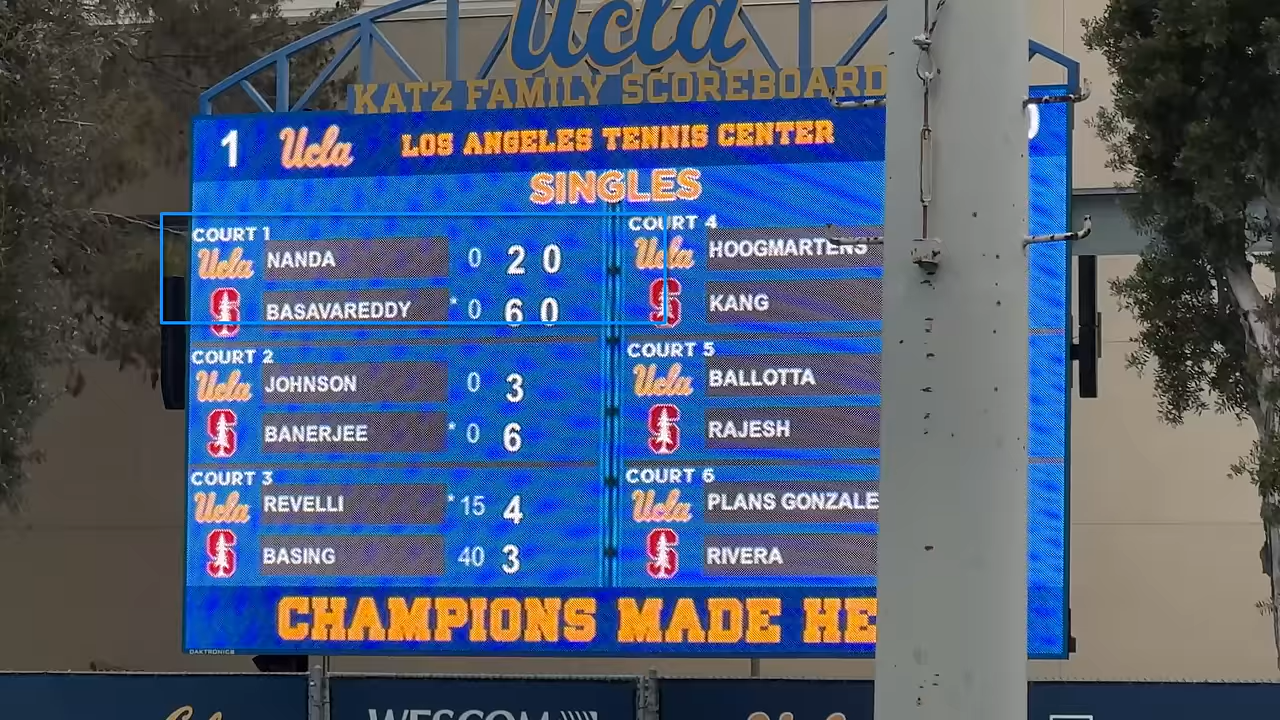 Ucla
KATZ FAMILY SCOREBOARD
1 Ucla LOS ANGELES TENNIS CENTER 0
SINGLES
COURT 1
Ucla NANDA 0 2 0
S BASAVAREDDY * 0 6 0
COURT 2
Ucla JOHNSON 0 3
S BANERJEE * 0 6
COURT 3
Ucla REVELLI * 15 4
S BASING 40 3
COURT 4
Ucla HOOGMARTENS
S KANG
COURT 5
Ucla BALLOTTA
S RAJESH
COURT 6
Ucla PLANS GONZALE
S RIVERA
CHAMPIONS MADE HE
DAKTRONICS
WESCOM